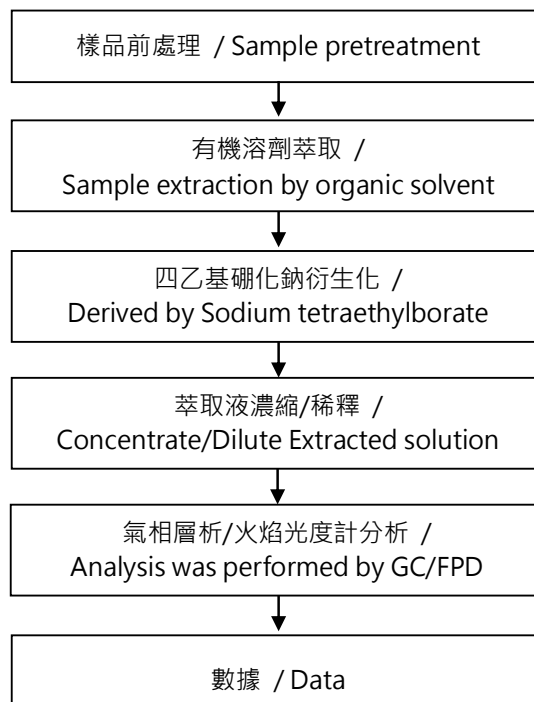 樣品前處理 / Sample pretreatment
有機溶劑萃取 /
Sample extraction by organic solvent
四乙基硼化鈉衍生化 /
Derived by Sodium tetraethylborate
萃取液濃縮/稀釋 /
Concentrate/Dilute Extracted solution
氣相層析/火焰光度計分析 /
Analysis was performed by GC/FPD
數據 / Data